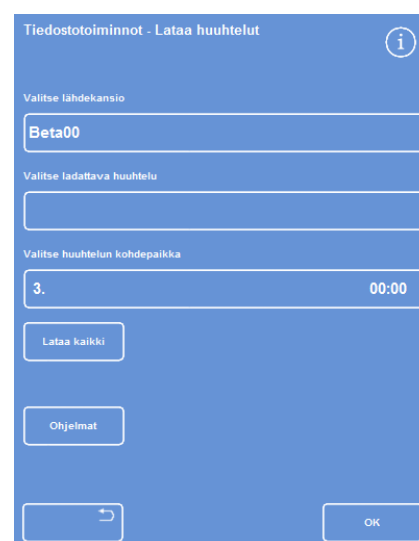 Tiedostotoiminnot - Lataa huuhtelut
i
Valitse lähdekansio
Beta00
Valitse ladattava huuhtelu
Valitse huuhtelun kohdepaikka
3. 00:00
Lataa kaikki
Ohjelmat
OK